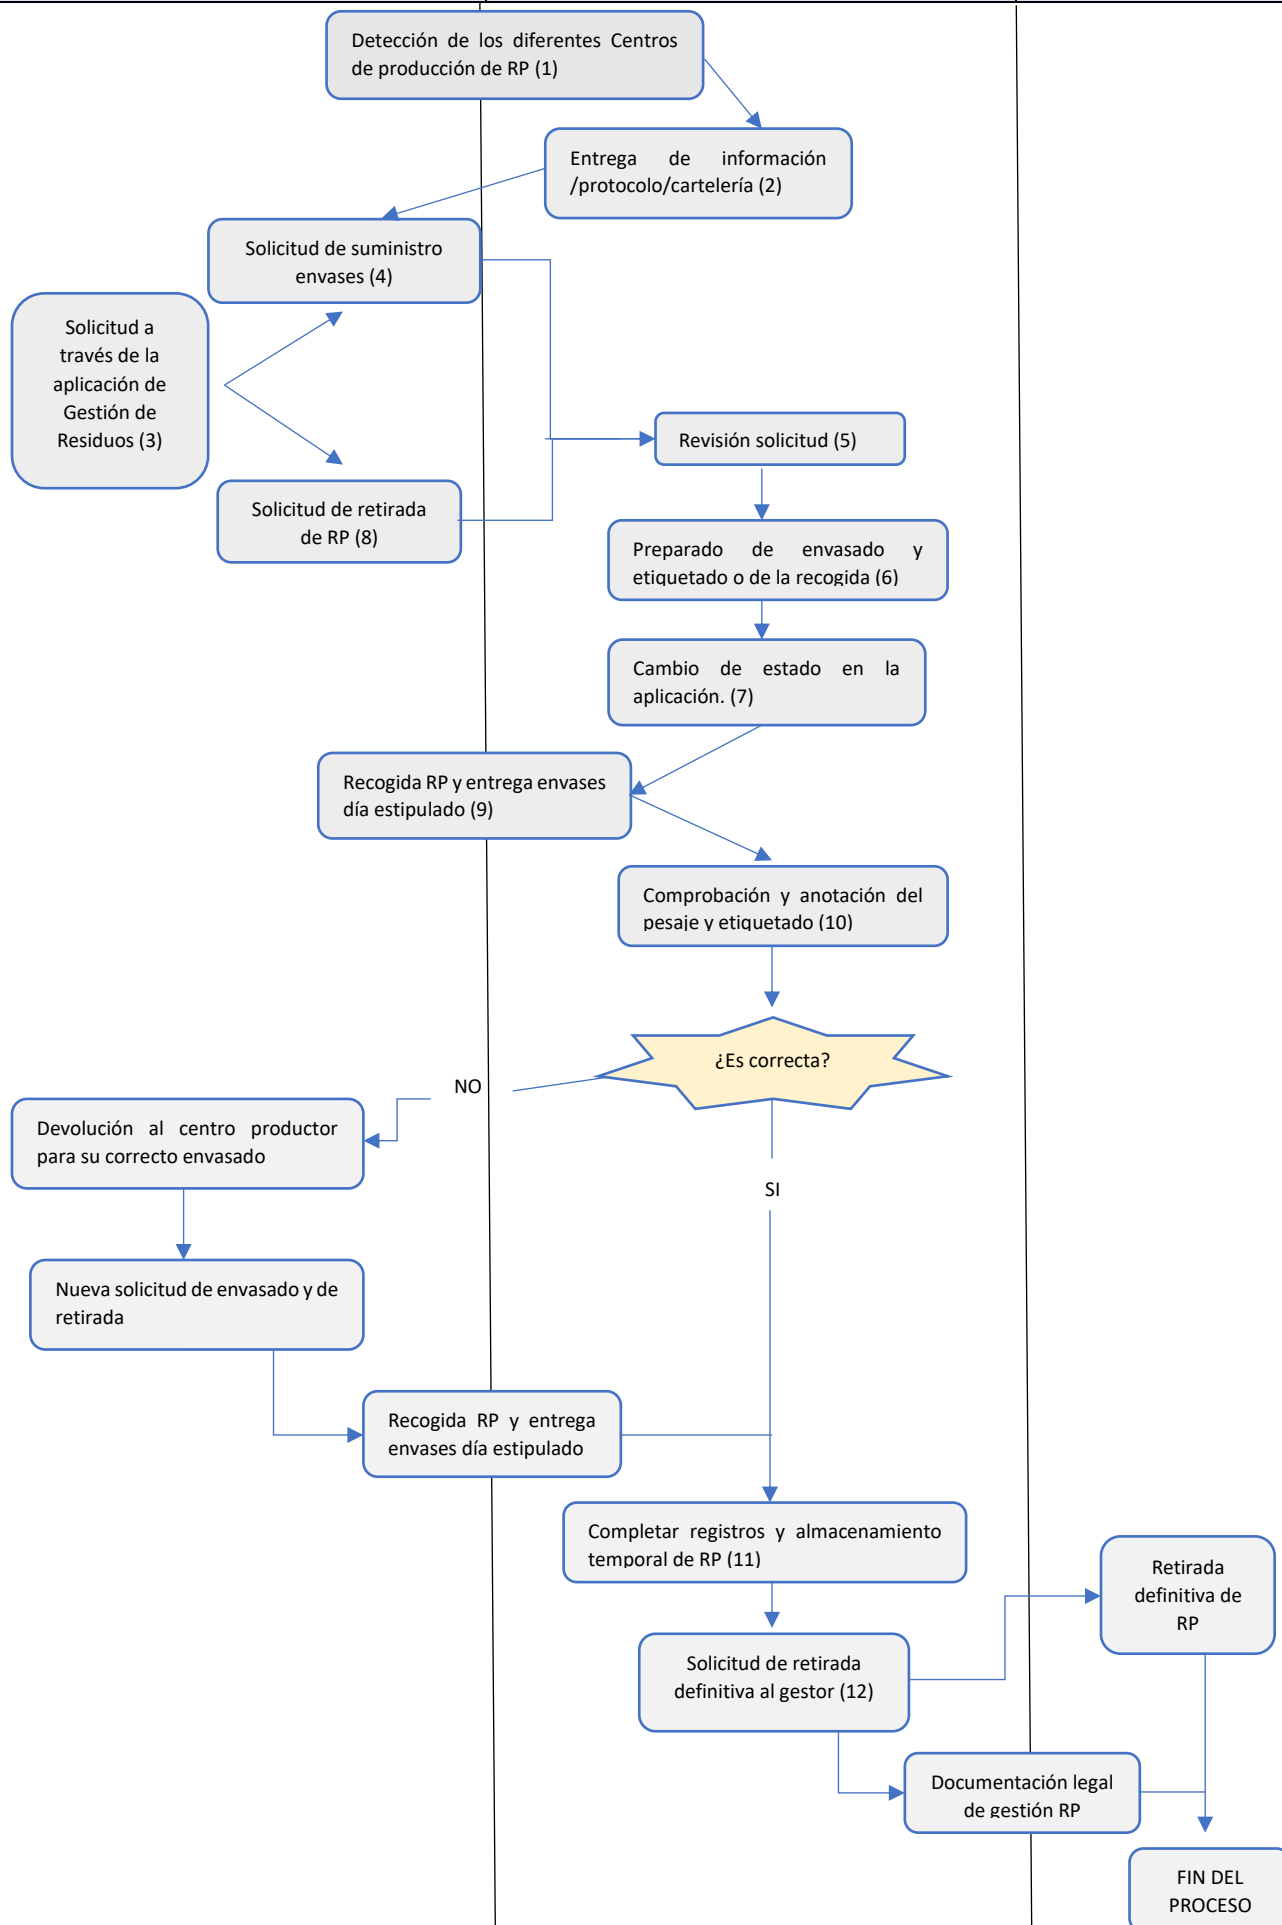 Detección de los diferentes Centros
de producción de RP (1)
Entrega de información
/protocolo/cartelería (2)
Solicitud de suministro
envases (4)
Solicitud a
través de la
aplicación de
Gestión de
Residuos (3)
Revisión solicitud (5)
Solicitud de retirada
de RP (8)
Preparado de envasado y
etiquetado o de la recogida (6)
Cambio de estado en la
aplicación. (7)
Recogida RP y entrega envases
día estipulado (9)
Comprobación y anotación del
pesaje y etiquetado (10)
¿Es correcta?
NO
Devolución al centro productor
para su correcto envasado
SI
Nueva solicitud de envasado y de
retirada
Recogida RP y entrega
envases día estipulado
Completar registros y almacenamiento
temporal de RP (11)
Retirada
definitiva de
RP
Solicitud de retirada
definitiva al gestor (12)
Documentación legal
de gestión RP
FIN DEL
PROCESO